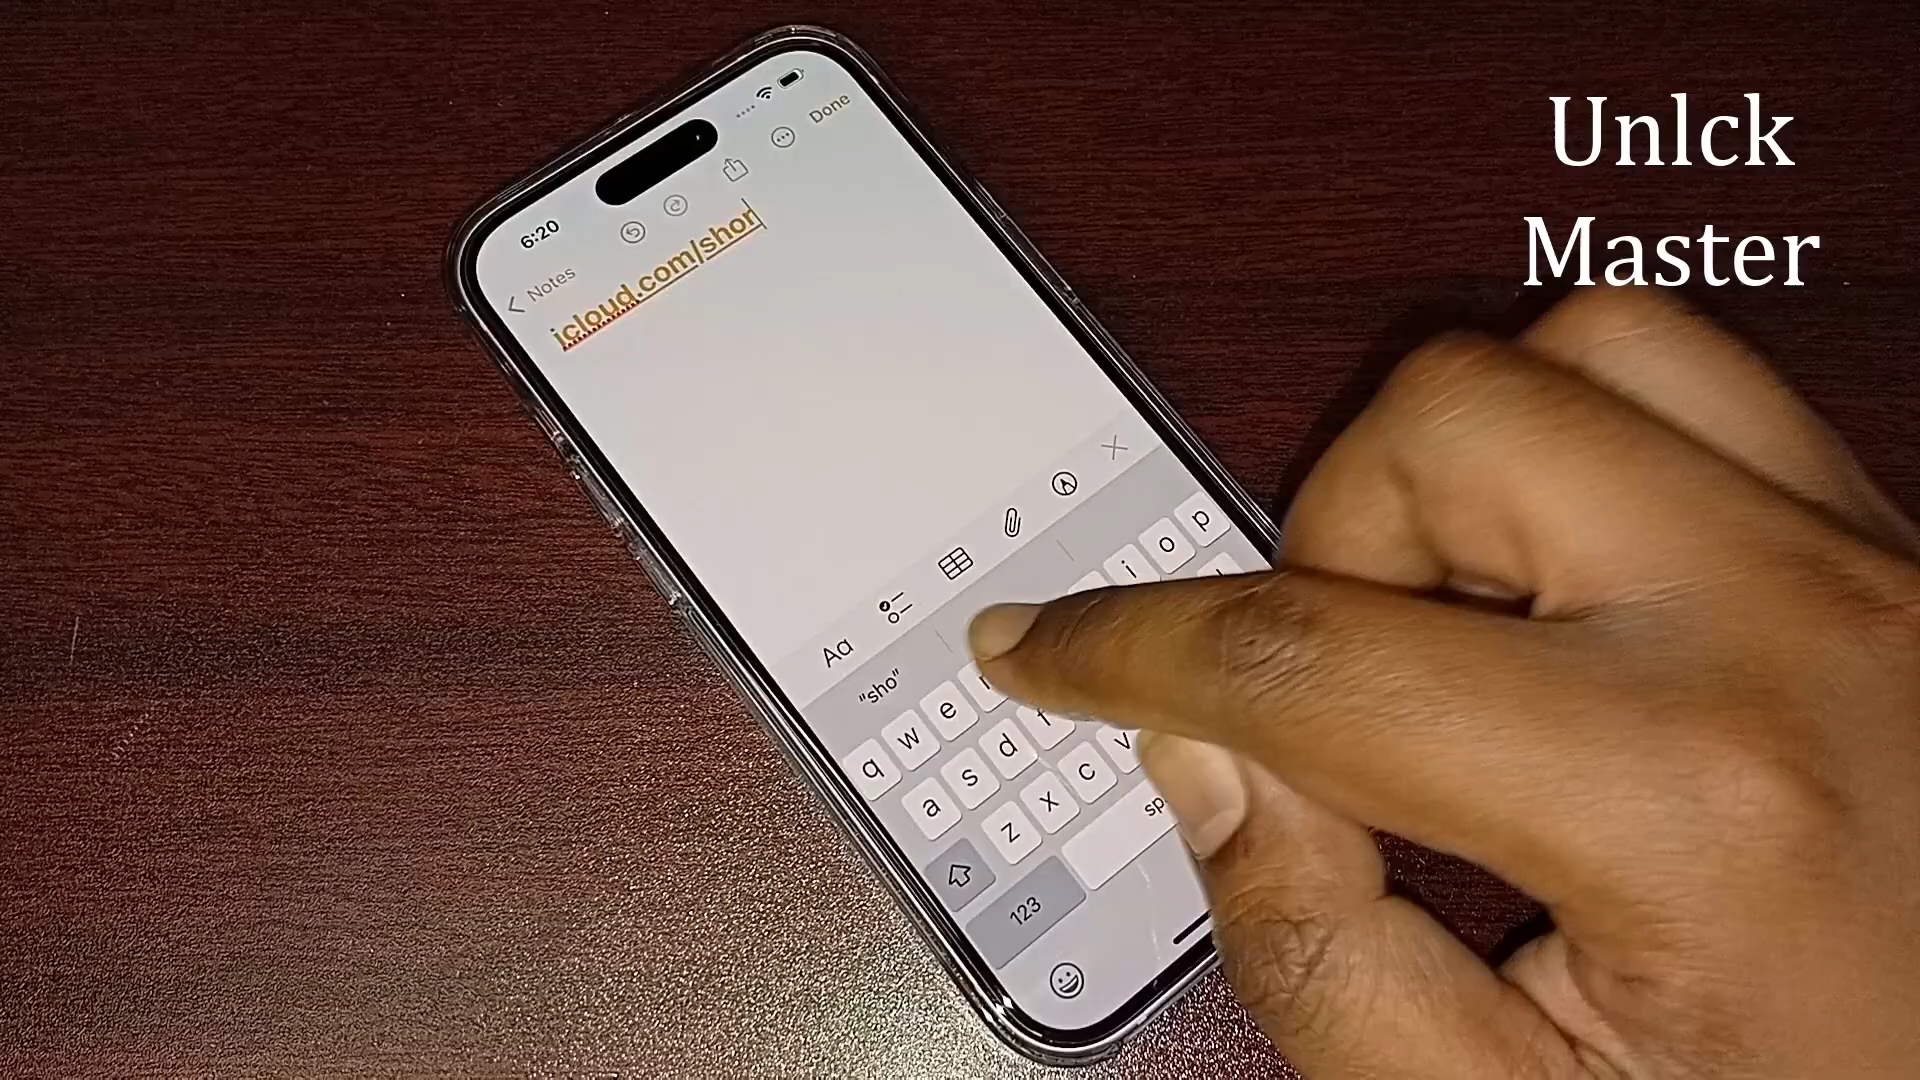 Unlck
Master
6:20
Done
Notes
icloud.com/shor
Aa
"sho"
q w e i o p
a s d f
z x c v
123